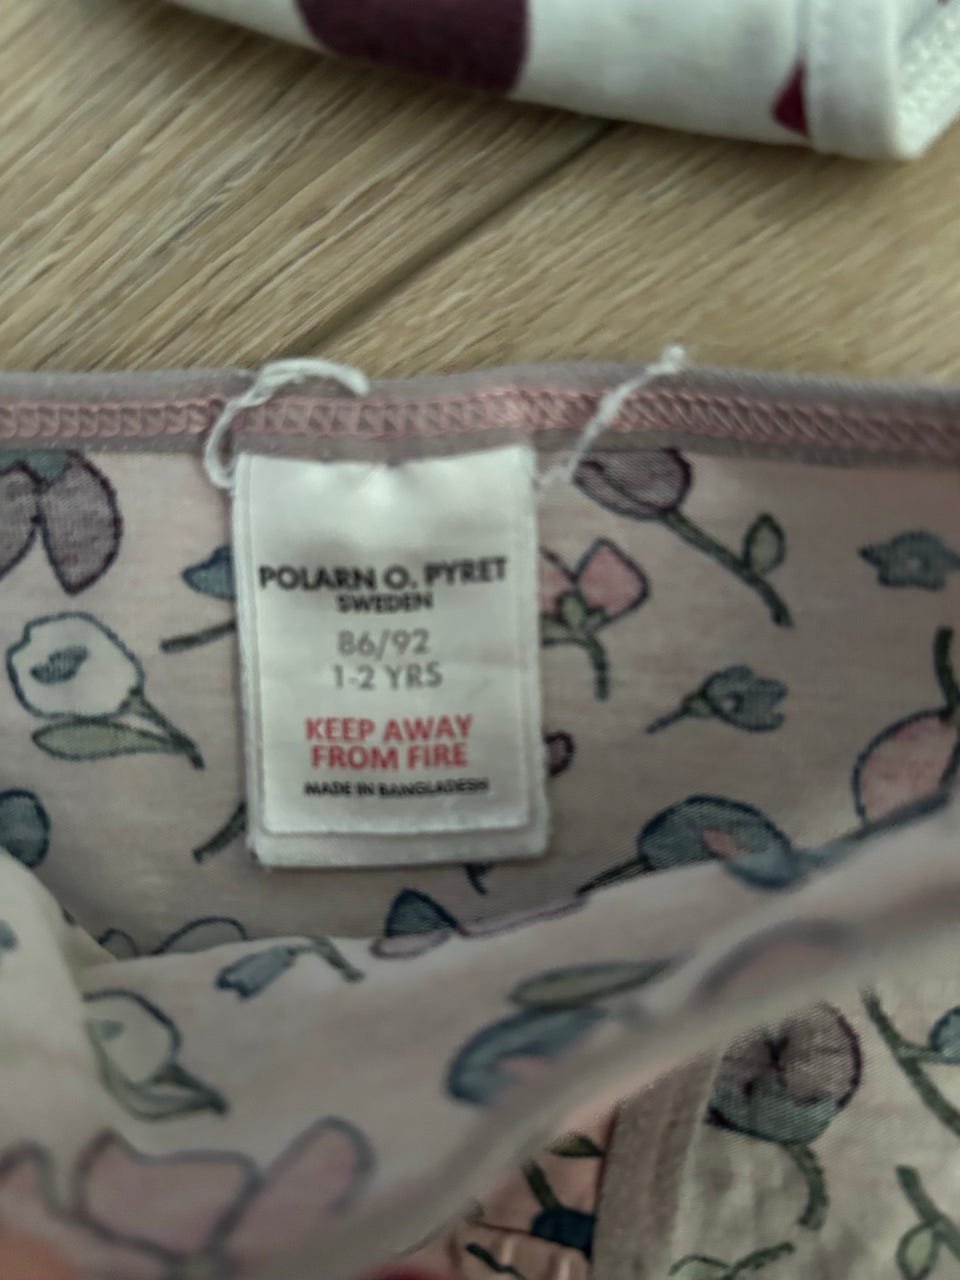 POLARN O. PYRET
SWEDEN
86/92
1-2 YRS
KEEP AWAY
FROM FIRE
MADE IN BANGLADESH